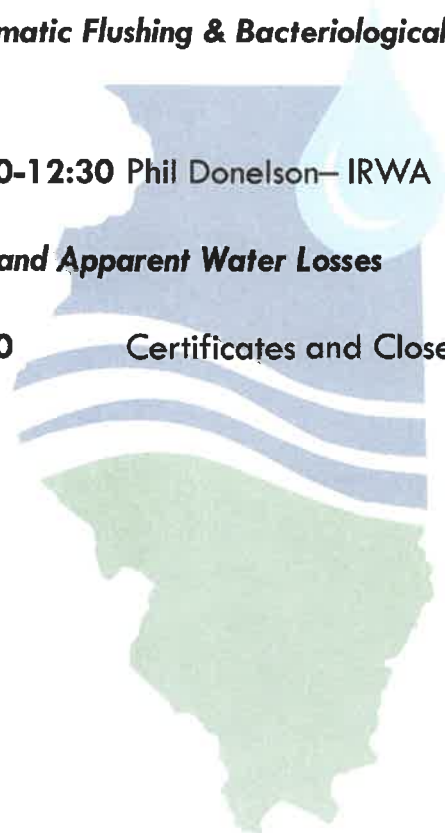 matic Flushing & Bacteriological
0-12:30 Phil Donelson– IRWA
and Apparent Water Losses
0 Certificates and Close